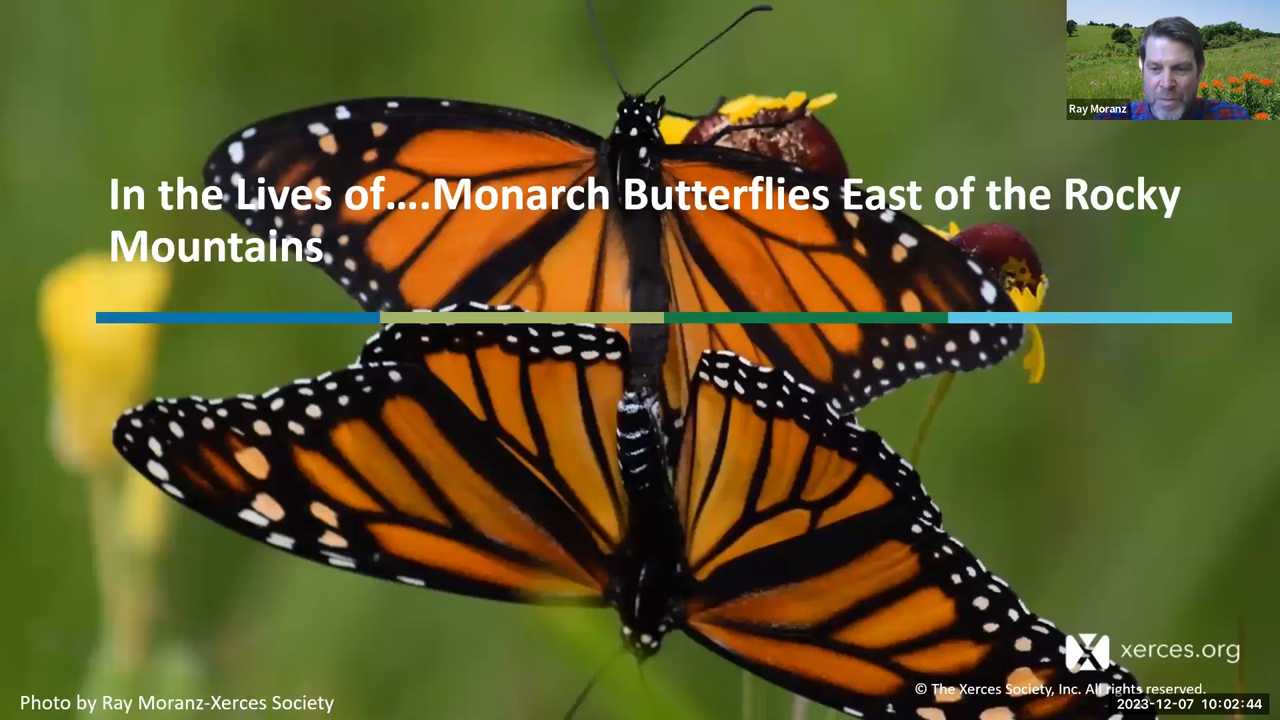 Ray Moranz
In the Lives of….Monarch Butterflies East of the Rocky
Mountains
xerces.org
© The Xerces Society, Inc. All rights reserved.
Photo by Ray Moranz-Xerces Society
2023-12-07 10:02:44